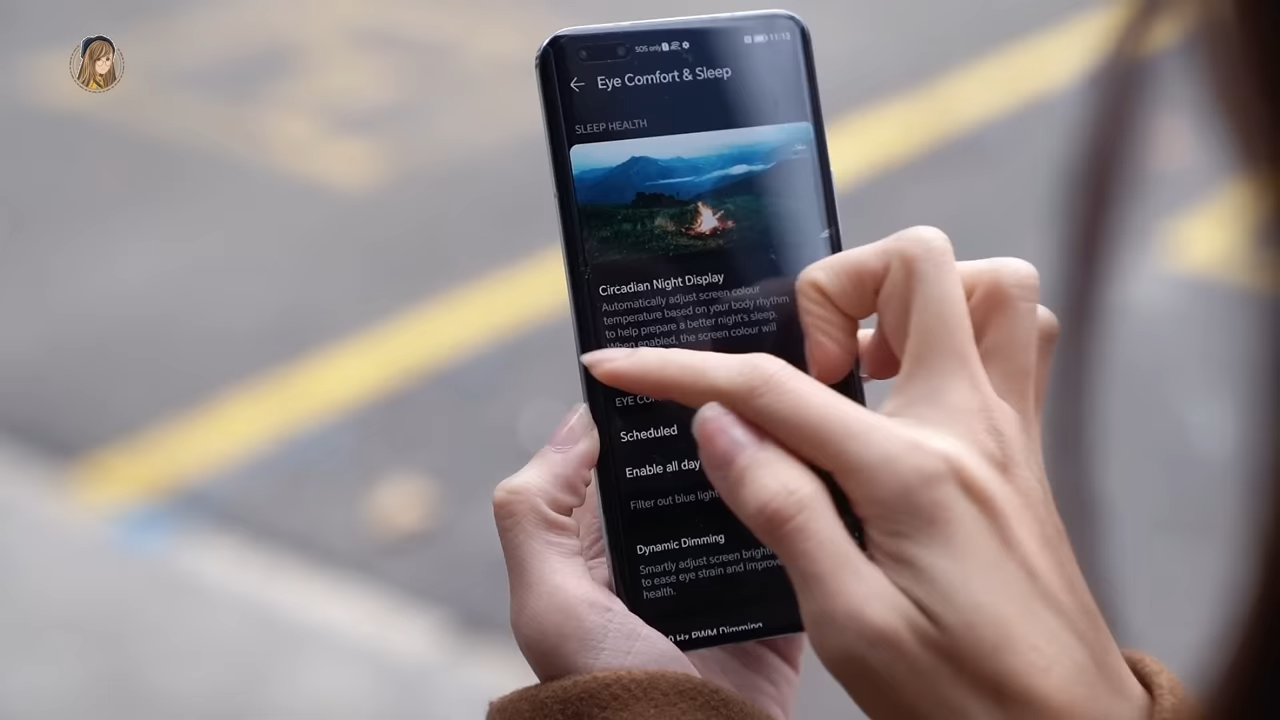 SOS only
11:13
Eye Comfort & Sleep
SLEEP HEALTH
Circadian Night Display
Automatically adjust screen colour
temperature based on your body rhythm
to help prepare a better night's sleep.
When enabled, the screen colour will
EYE
Scheduled
Enable all day
Filter out blue light
Dynamic Dimming
Smartly adjust screen
to ease eye strain and improve
health.
Hz PWM Dimming